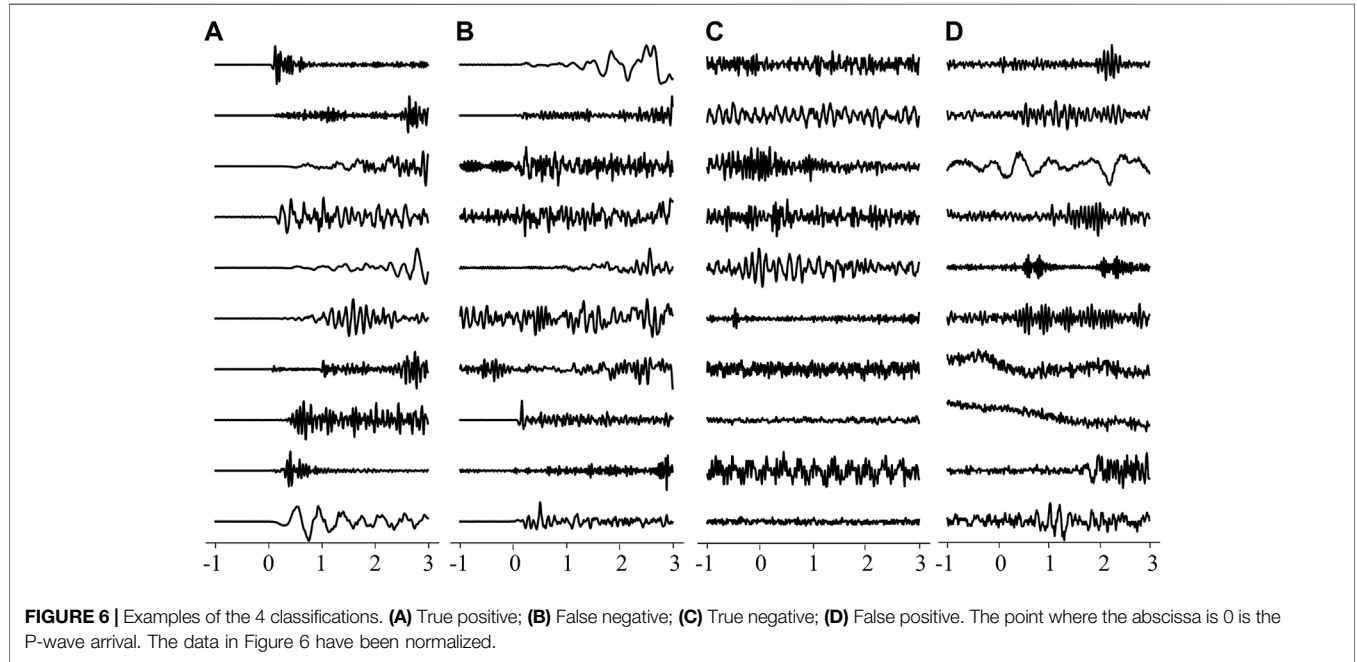 A B C D
-1 0 1 2 3 -1 0 1 2 3 -1 0 1 2 3 -1 0 1 2 3
FIGURE 6 | Examples of the 4 classifications. (A) True positive; (B) False negative; (C) True negative; (D) False positive. The point where the abscissa is 0 is the
P-wave arrival. The data in Figure 6 have been normalized.